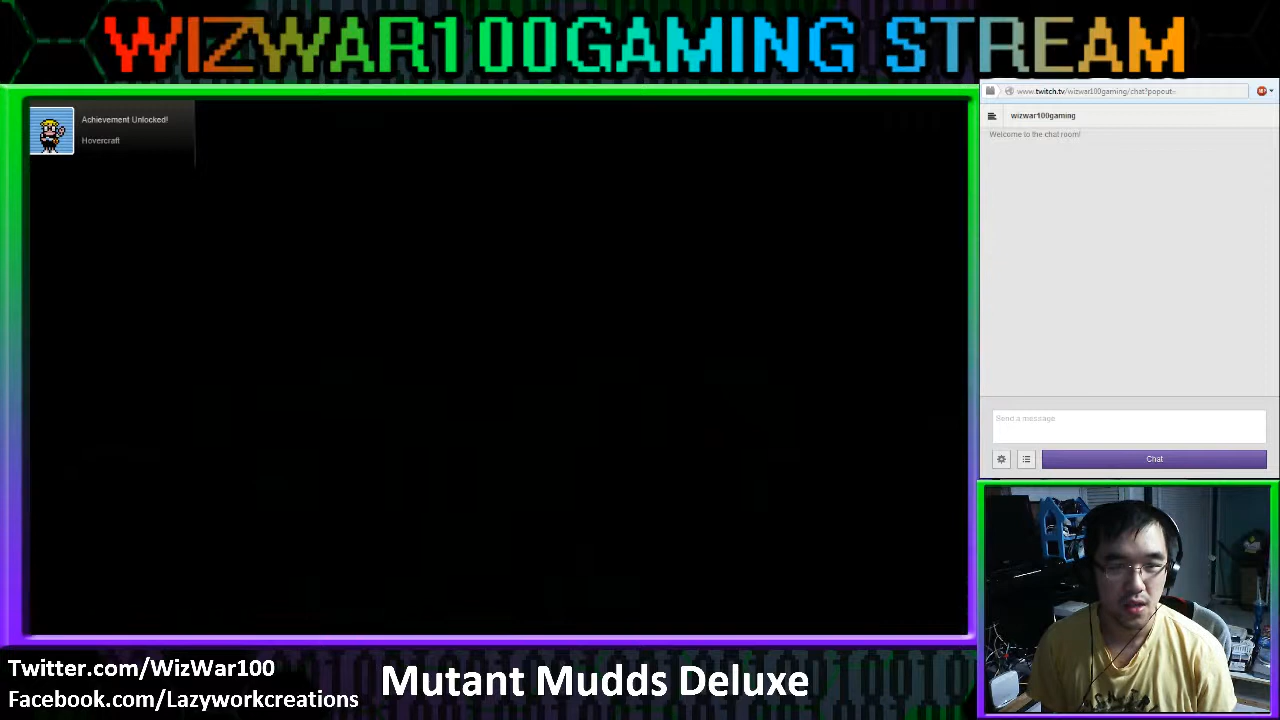 WIZWAR100GAMING STREAM
Achievement Unlocked!
Hovercraft
www.twitch.tv/wizwar100gaming/chat?popout=
wizwar100gaming
Welcome to the chat room!
Send a message
Chat
Twitter.com/WizWar100
Facebook.com/Lazyworkcreations
Mutant Mudds Deluxe